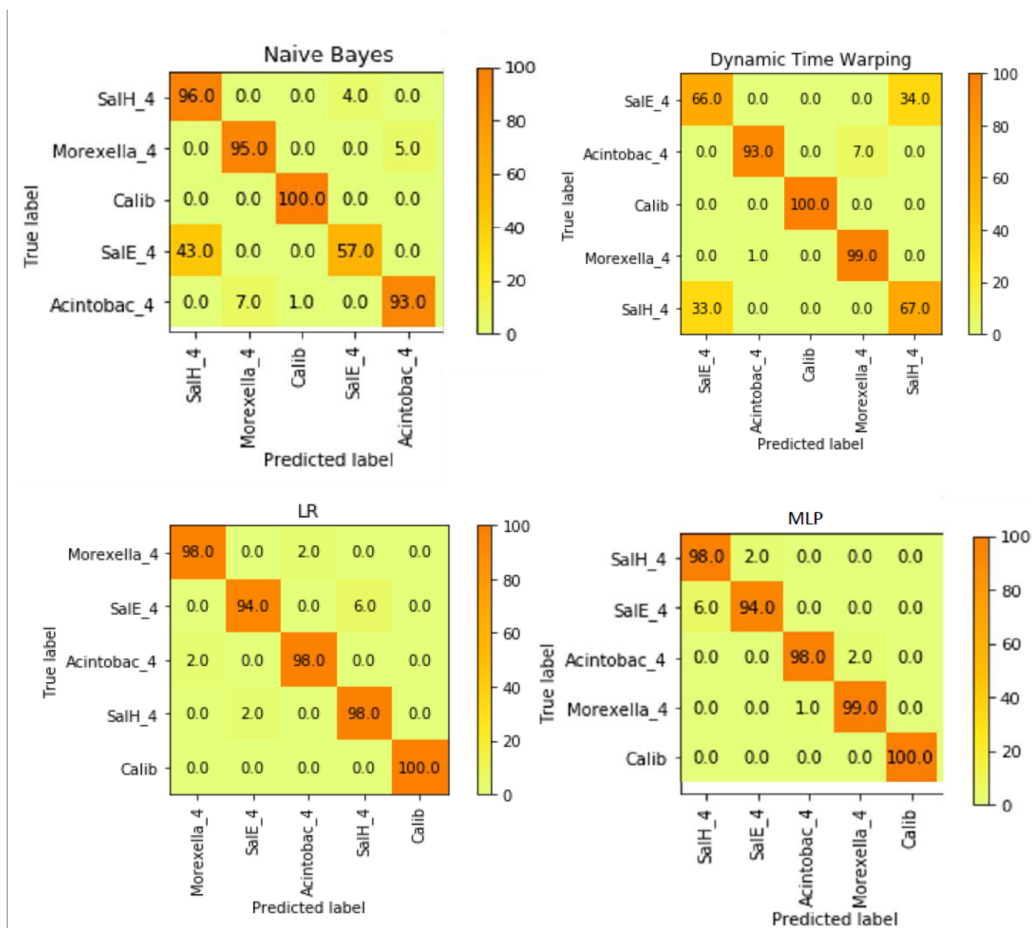 Naive Bayes
True label
SalH_4 96.0 0.0 0.0 4.0 0.0
Morexella_4 0.0 95.0 0.0 0.0 5.0
Calib 0.0 0.0 100.0 0.0 0.0
SalE_4 43.0 0.0 0.0 57.0 0.0
Acintobac_4 0.0 7.0 1.0 0.0 93.0
SalH_4 Morexella_4 Calib SalE_4 Acintobac_4
Predicted label
100
80
60
40
20
0
Dynamic Time Warping
True label
SalE_4 66.0 0.0 0.0 0.0 34.0
Acintobac_4 0.0 93.0 0.0 7.0 0.0
Calib 0.0 0.0 100.0 0.0 0.0
Morexella_4 0.0 1.0 0.0 99.0 0.0
SalH_4 33.0 0.0 0.0 0.0 67.0
SalE_4 Acintobac_4 Calib Morexella_4 SalH_4
Predicted label
100
80
60
40
20
0
LR
True label
Morexella_4 98.0 0.0 2.0 0.0 0.0
SalE_4 0.0 94.0 0.0 6.0 0.0
Acintobac_4 2.0 0.0 98.0 0.0 0.0
SalH_4 0.0 2.0 0.0 98.0 0.0
Calib 0.0 0.0 0.0 0.0 100.0
Morexella_4 SalE_4 Acintobac_4 SalH_4 Calib
Predicted label
100
80
60
40
20
0
MLP
True label
SalH_4 98.0 2.0 0.0 0.0 0.0
SalE_4 6.0 94.0 0.0 0.0 0.0
Acintobac_4 0.0 0.0 98.0 2.0 0.0
Morexella_4 0.0 0.0 1.0 99.0 0.0
Calib 0.0 0.0 0.0 0.0 100.0
SalH_4 SalE_4 Acintobac_4 Morexella_4 Calib
Predicted label
100
80
60
40
20
0